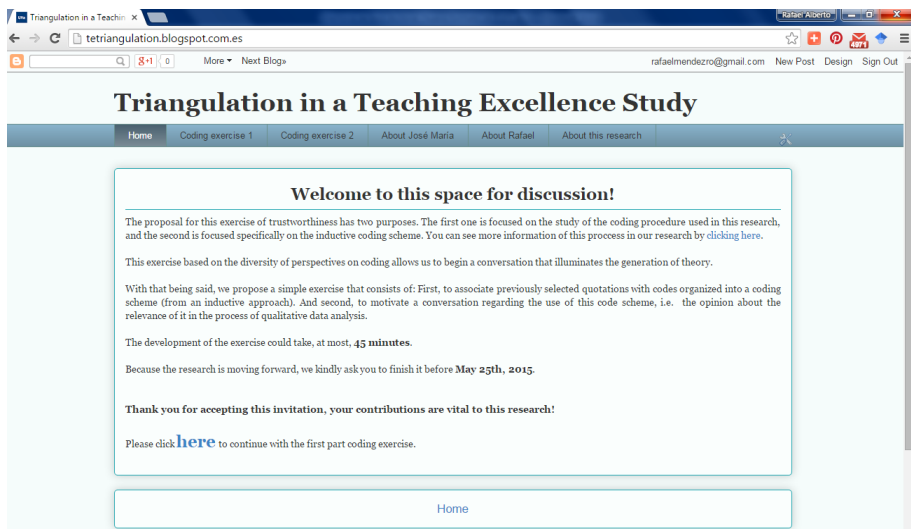 Triangulation in a Teachin
Rafael Alberto
tetriangulation.blogspot.com.es
4971
8+1 0 More Next Blog» rafaelmendezro@gmail.com New Post Design Sign Out
Triangulation in a Teaching Excellence Study
Home Coding exercise 1 Coding exercise 2 About José María About Rafael About this research
Welcome to this space for discussion!
The proposal for this exercise of trustworthiness has two purposes. The first one is focused on the study of the coding procedure used in this research,
and the second is focused specifically on the inductive coding scheme. You can see more information of this proccess in our research by clicking here.
This exercise based on the diversity of perspectives on coding allows us to begin a conversation that illuminates the generation of theory.
With that being said, we propose a simple exercise that consists of: First, to associate previously selected quotations with codes organized into a coding
scheme (from an inductive approach). And second, to motivate a conversation regarding the use of this code scheme, i.e. the opinion about the
relevance of it in the process of qualitative data analysis.
The development of the exercise could take, at most, 45 minutes.
Because the research is moving forward, we kindly ask you to finish it before May 25th, 2015.
Thank you for accepting this invitation, your contributions are vital to this research!
Please click here to continue with the first part coding exercise.
Home